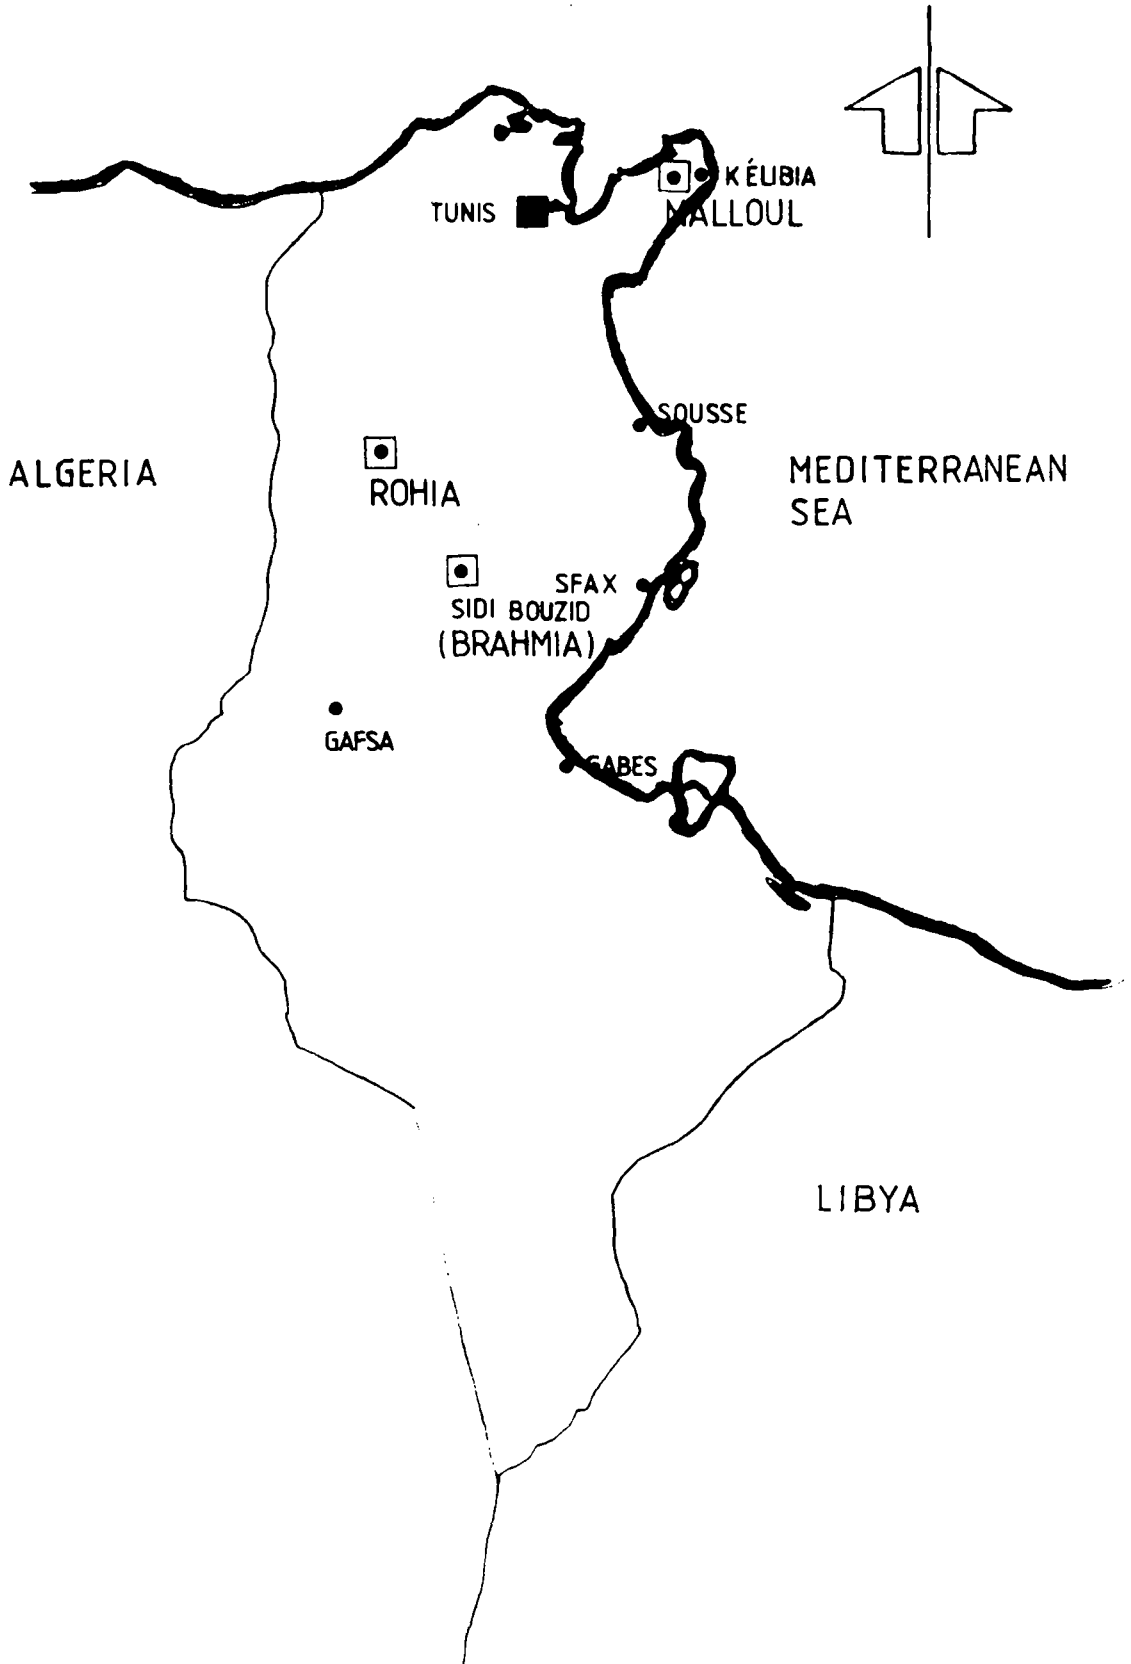 KÉLIBIA
TUNIS
MALLOUL
SOUSSE
ALGERIA
MEDITERRANEAN
SEA
ROHIA
SFAX
SIDI BOUZID
(BRAHMIA)
GAFSA
GABES
LIBYA